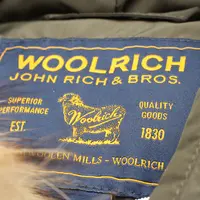 WOOLRICH
JOHN RICH & BROS.
SUPERIOR PERFORMANCE
Woolrich
QUALITY GOODS
EST.
1830
WOOLEN MILLS - WOOLRICH,